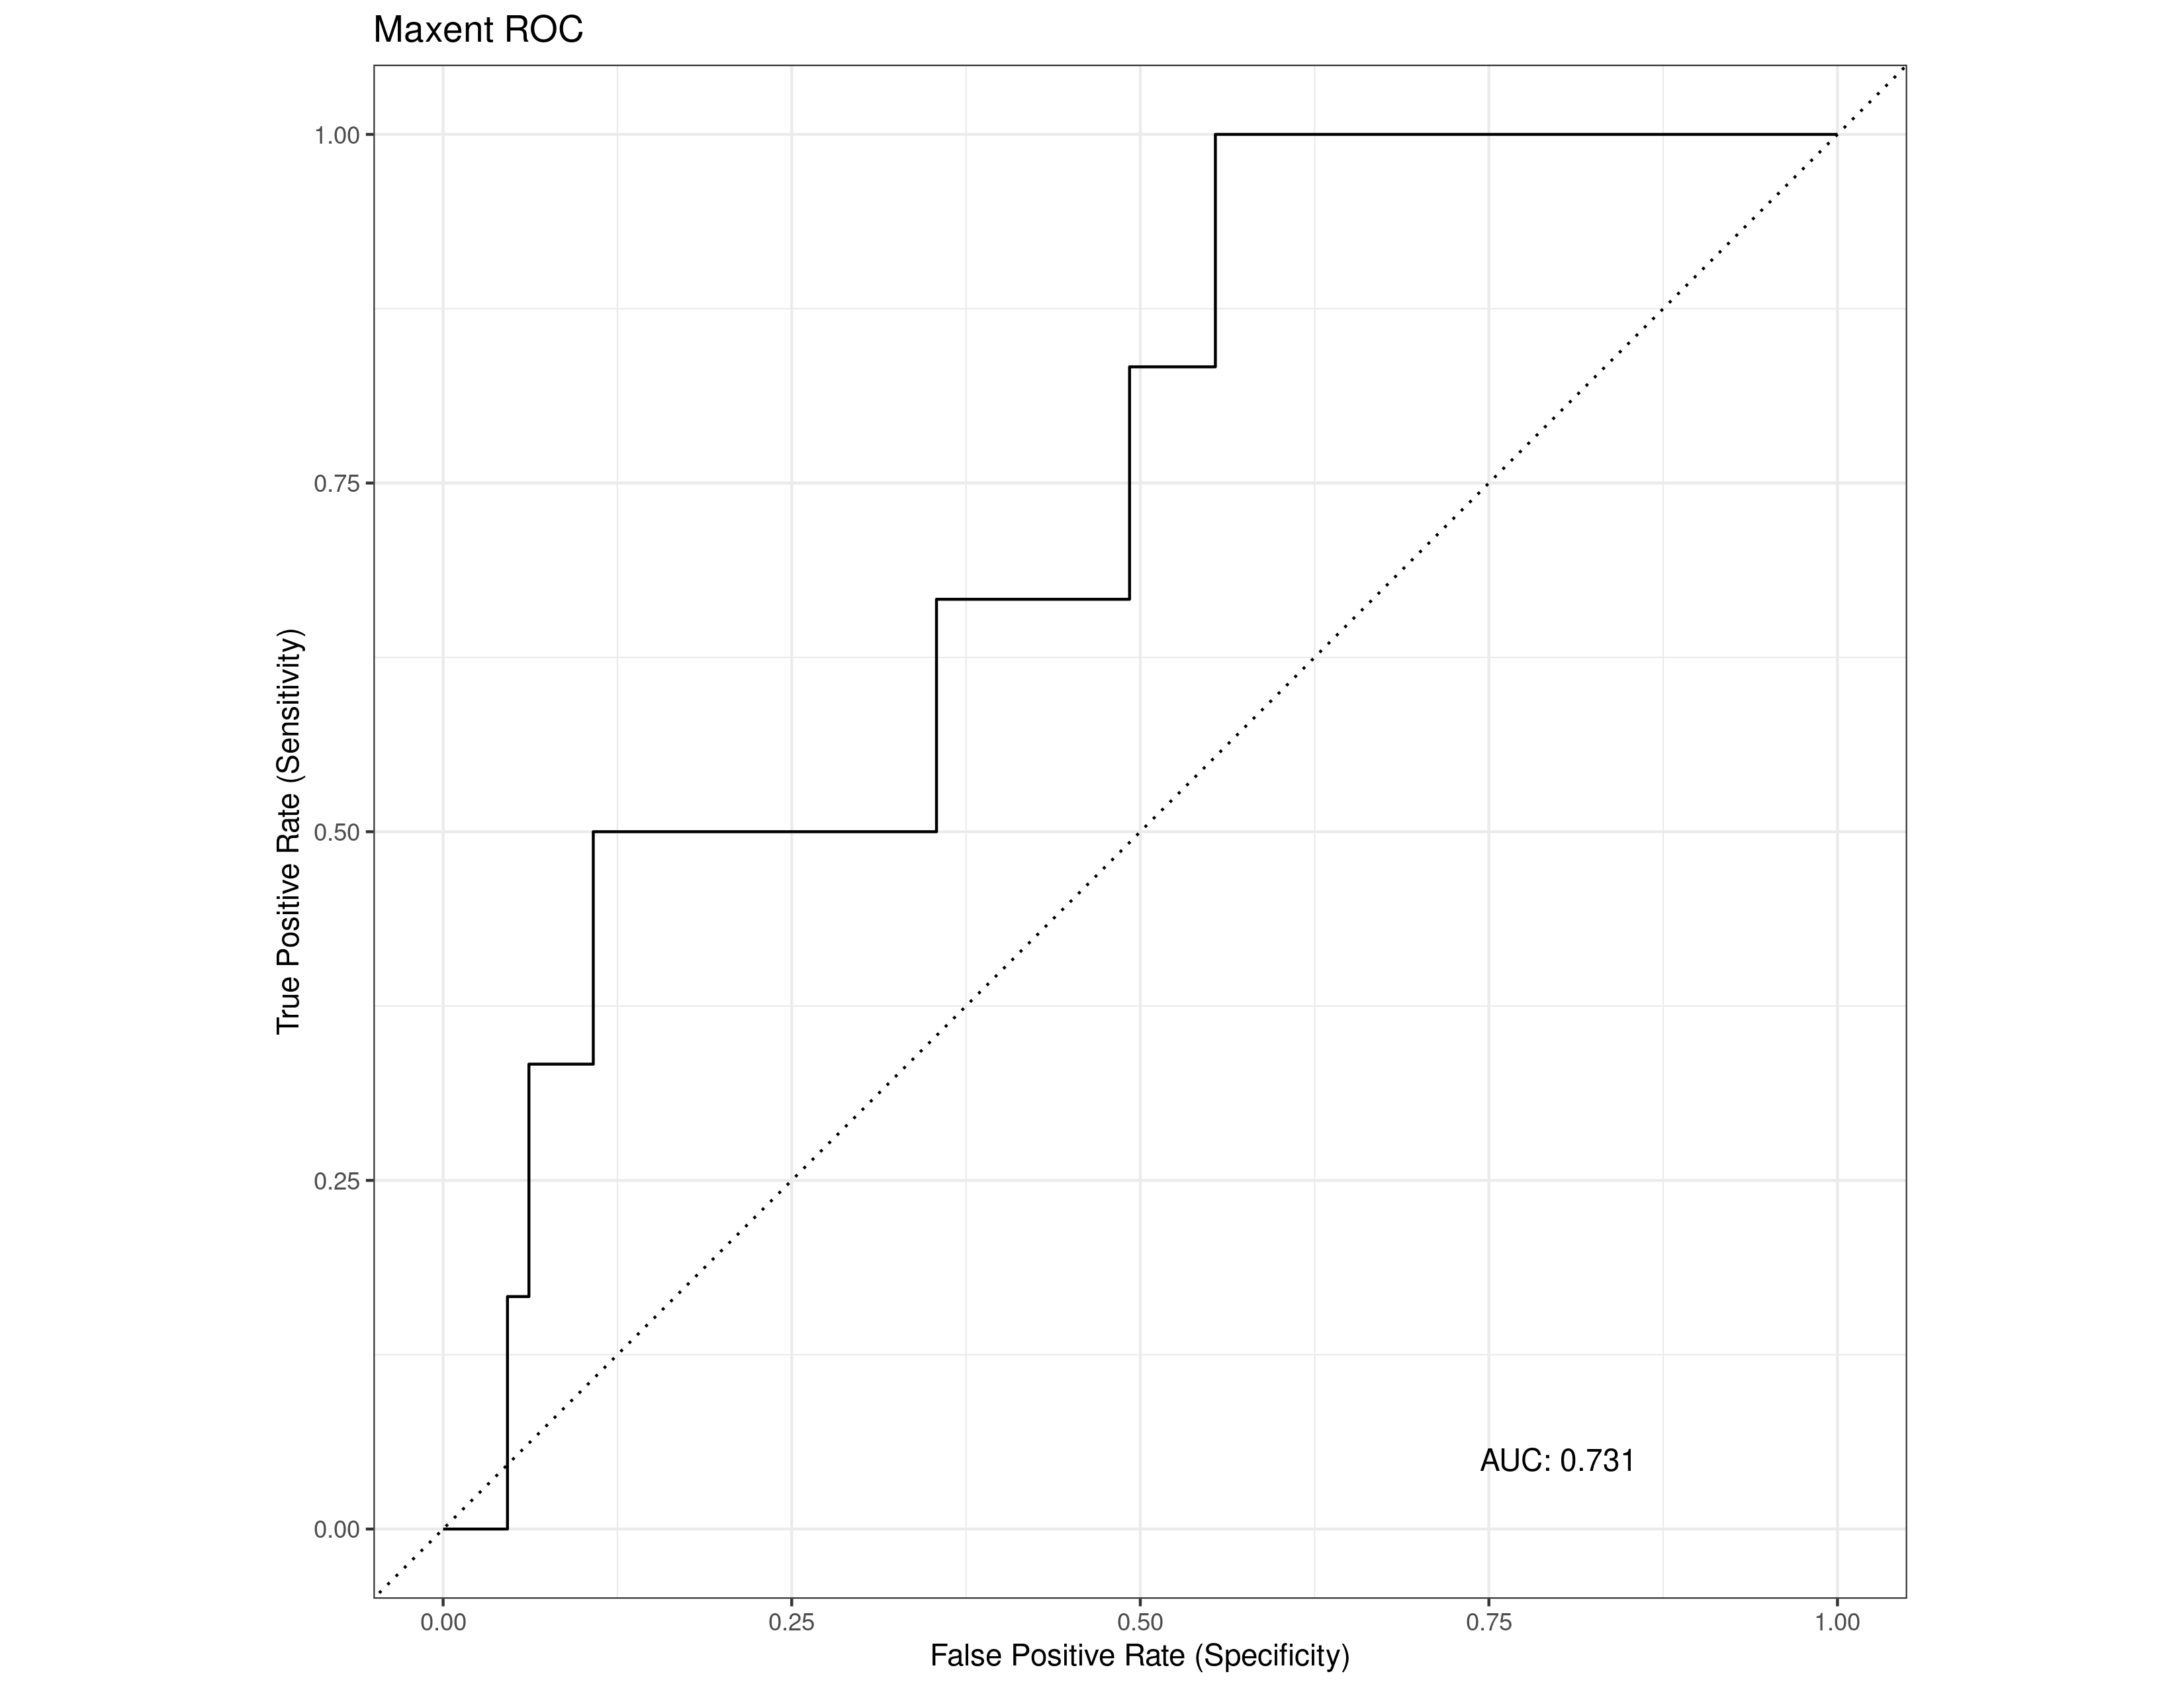 Maxent ROC
True Positive Rate (Sensitivity)
1.00
0.75
0.50
0.25
0.00
AUC: 0.731
0.00 0.25 0.50 0.75 1.00
False Positive Rate (Specificity)